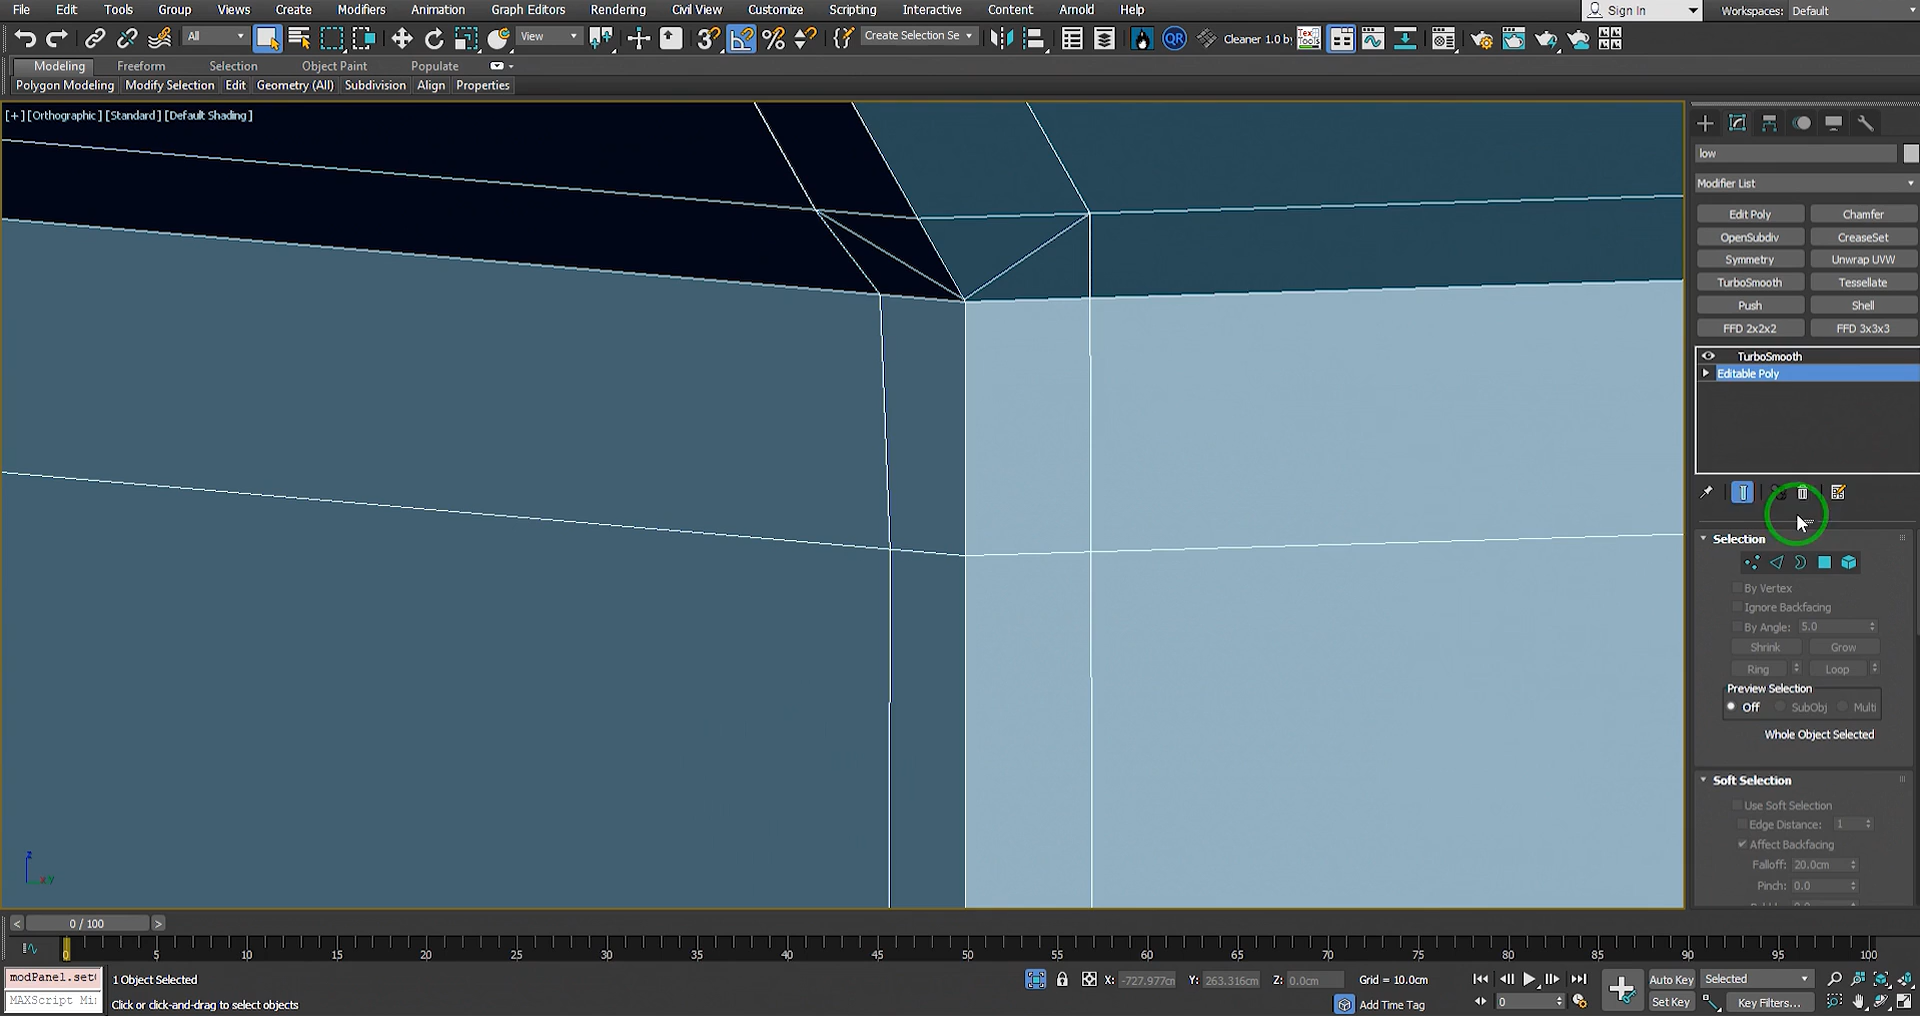 File Edit Tools Group Views Create Modifiers Animation Graph Editors Rendering Civil View Customize Scripting Interactive Content Arnold Help Sign In Workspaces: Default
All View Create Selection Se QR Cleaner 1.0 by
Modeling Freeform Selection Object Paint Populate
Polygon Modeling Modify Selection Edit Geometry (All) Subdivision Align Properties
[+] [Orthographic] [Standard] [Default Shading]
low
Modifier List
Edit Poly Chamfer
OpenSubdiv CreaseSet
Symmetry Unwrap UVW
TurboSmooth Tessellate
Push Shell
FFD 2x2x2 FFD 3x3x3
TurboSmooth
Editable Poly
Selection
By Vertex
Ignore Backfacing
By Angle: 5.0
Shrink Grow
Ring Loop
Preview Selection
Off SubObj Multi
Whole Object Selected
Soft Selection
Use Soft Selection
Edge Distance: 1
Affect Backfacing
Falloff: 20.0cm
Pinch: 0.0
z
x y
< 0 / 100 >
0 5 10 15 20 25 30 35 40 45 50 55 60 65 70 75 80 85 90 95 100
modPanel.set( 1 Object Selected X: -727.977cm Y: 263.316cm Z: 0.0cm Grid = 10.0cm Auto Key Selected
MAXScript Mi Click or click-and-drag to select objects Add Time Tag 0 Set Key Key Filters...